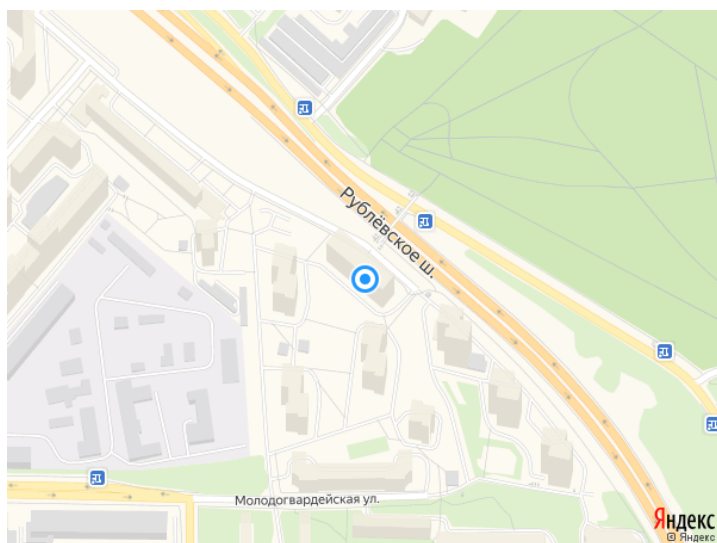 Рублёвское ш.
Молодогвардейская ул.
Яндекс
© Яндекс